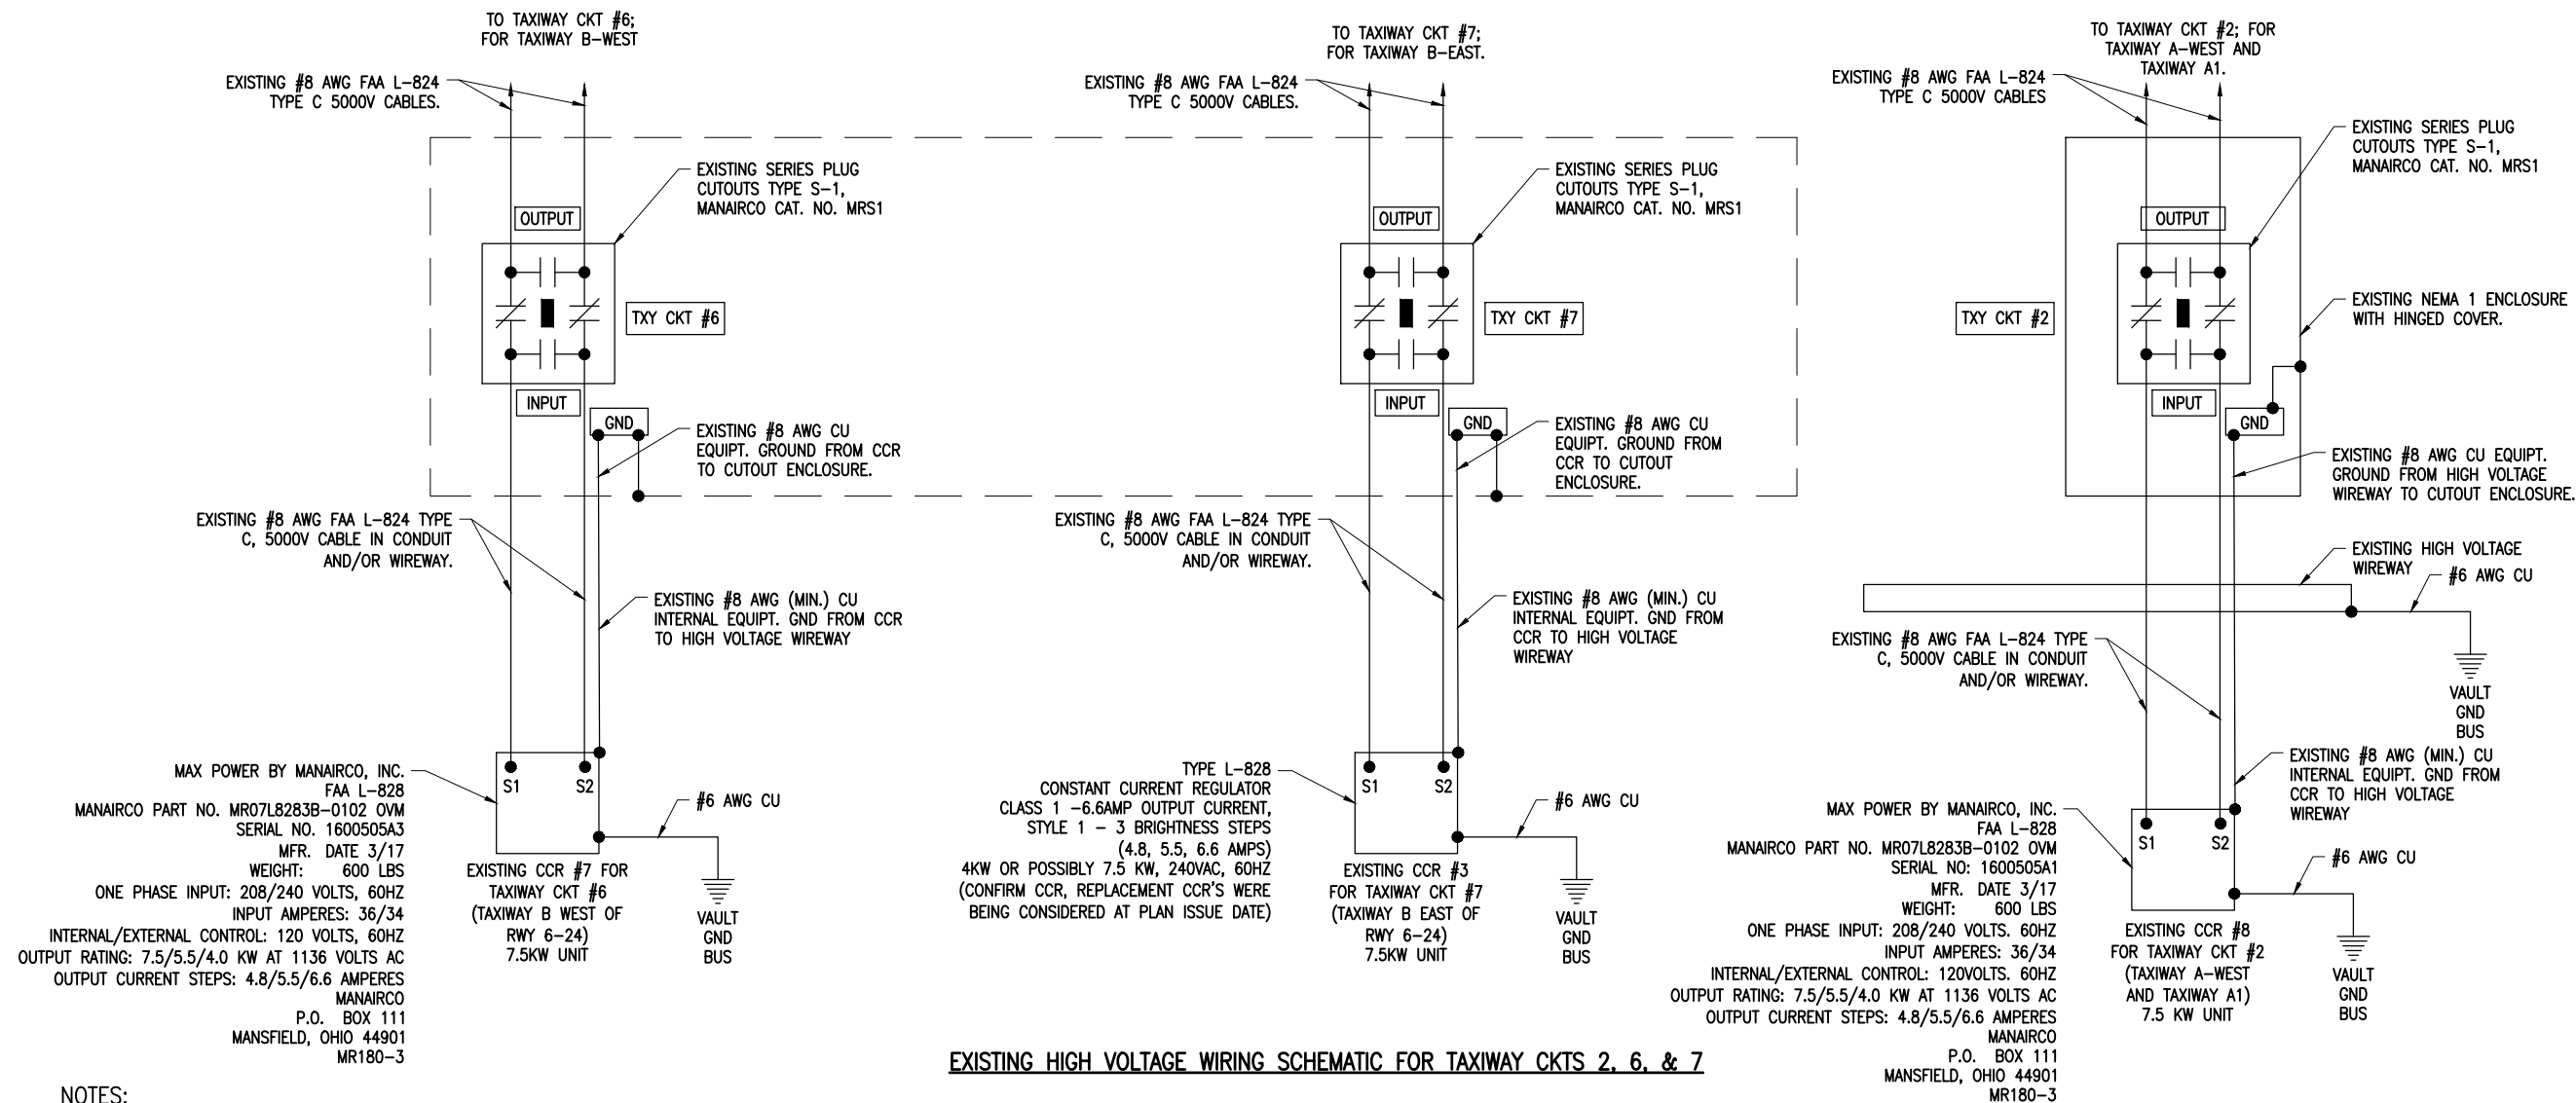 TO TAXIWAY CKT #6;
FOR TAXIWAY B-WEST
EXISTING #8 AWG FAA L-824
TYPE C 5000V CABLES.
EXISTING SERIES PLUG
CUTOUTS TYPE S-1,
MANAIRCO CAT. NO. MRS1
OUTPUT
TXY CKT #6
INPUT
GND
EXISTING #8 AWG CU
EQUIPT. GROUND FROM CCR
TO CUTOUT ENCLOSURE.
EXISTING #8 AWG FAA L-824 TYPE
C, 5000V CABLE IN CONDUIT
AND/OR WIREWAY.
EXISTING #8 AWG (MIN.) CU
INTERNAL EQUIPT. GND FROM CCR
TO HIGH VOLTAGE WIREWAY
MAX POWER BY MANAIRCO, INC.
FAA L-828
MANAIRCO PART NO. MR07L8283B-0102 OVM
SERIAL NO. 1600505A3
MFR. DATE 3/17
WEIGHT: 600 LBS
ONE PHASE INPUT: 208/240 VOLTS, 60HZ
INPUT AMPERES: 36/34
INTERNAL/EXTERNAL CONTROL: 120 VOLTS, 60HZ
OUTPUT RATING: 7.5/5.5/4.0 KW AT 1136 VOLTS AC
OUTPUT CURRENT STEPS: 4.8/5.5/6.6 AMPERES
MANAIRCO
P.O. BOX 111
MANSFIELD, OHIO 44901
MR180-3
S1
S2
#6 AWG CU
EXISTING CCR #7 FOR
TAXIWAY CKT #6
(TAXIWAY B WEST OF
RWY 6-24)
7.5KW UNIT
VAULT
GND
BUS
TO TAXIWAY CKT #7;
FOR TAXIWAY B-EAST.
EXISTING #8 AWG FAA L-824
TYPE C 5000V CABLES.
EXISTING SERIES PLUG
CUTOUTS TYPE S-1,
MANAIRCO CAT. NO. MRS1
OUTPUT
TXY CKT #7
INPUT
GND
EXISTING #8 AWG CU
EQUIPT. GROUND FROM
CCR TO CUTOUT
ENCLOSURE.
EXISTING #8 AWG FAA L-824 TYPE
C, 5000V CABLE IN CONDUIT
AND/OR WIREWAY.
EXISTING #8 AWG (MIN.) CU
INTERNAL EQUIPT. GND FROM
CCR TO HIGH VOLTAGE
WIREWAY
TYPE L-828
CONSTANT CURRENT REGULATOR
CLASS 1 -6.6AMP OUTPUT CURRENT,
STYLE 1 - 3 BRIGHTNESS STEPS
(4.8, 5.5, 6.6 AMPS)
4KW OR POSSIBLY 7.5 KW, 240VAC, 60HZ
(CONFIRM CCR, REPLACEMENT CCR'S WERE
BEING CONSIDERED AT PLAN ISSUE DATE)
S1
S2
#6 AWG CU
EXISTING CCR #3
FOR TAXIWAY CKT #7
(TAXIWAY B EAST OF
RWY 6-24)
7.5KW UNIT
VAULT
GND
BUS
TO TAXIWAY CKT #2; FOR
TAXIWAY A-WEST AND
TAXIWAY A1.
EXISTING #8 AWG FAA L-824
TYPE C 5000V CABLES
EXISTING SERIES PLUG
CUTOUTS TYPE S-1,
MANAIRCO CAT. NO. MRS1
OUTPUT
TXY CKT #2
EXISTING NEMA 1 ENCLOSURE
WITH HINGED COVER.
INPUT
GND
EXISTING #8 AWG CU EQUIPT.
GROUND FROM HIGH VOLTAGE
WIREWAY TO CUTOUT ENCLOSURE.
EXISTING HIGH VOLTAGE
WIREWAY
#6 AWG CU
EXISTING #8 AWG FAA L-824 TYPE
C, 5000V CABLE IN CONDUIT
AND/OR WIREWAY.
VAULT
GND
BUS
EXISTING #8 AWG (MIN.) CU
INTERNAL EQUIPT. GND FROM
CCR TO HIGH VOLTAGE
WIREWAY
MAX POWER BY MANAIRCO, INC.
FAA L-828
MANAIRCO PART NO. MR07L8283B-0102 OVM
SERIAL NO: 1600505A1
MFR. DATE 3/17
WEIGHT: 600 LBS
ONE PHASE INPUT: 208/240 VOLTS. 60HZ
INPUT AMPERES: 36/34
INTERNAL/EXTERNAL CONTROL: 120VOLTS. 60HZ
OUTPUT RATING: 7.5/5.5/4.0 KW AT 1136 VOLTS AC
OUTPUT CURRENT STEPS: 4.8/5.5/6.6 AMPERES
MANAIRCO
P.O. BOX 111
MANSFIELD, OHIO 44901
MR180-3
S1
S2
#6 AWG CU
EXISTING CCR #8
FOR TAXIWAY CKT #2
(TAXIWAY A-WEST
AND TAXIWAY A1)
7.5 KW UNIT
VAULT
GND
BUS
EXISTING HIGH VOLTAGE WIRING SCHEMATIC FOR TAXIWAY CKTS 2, 6, & 7
NOTES: